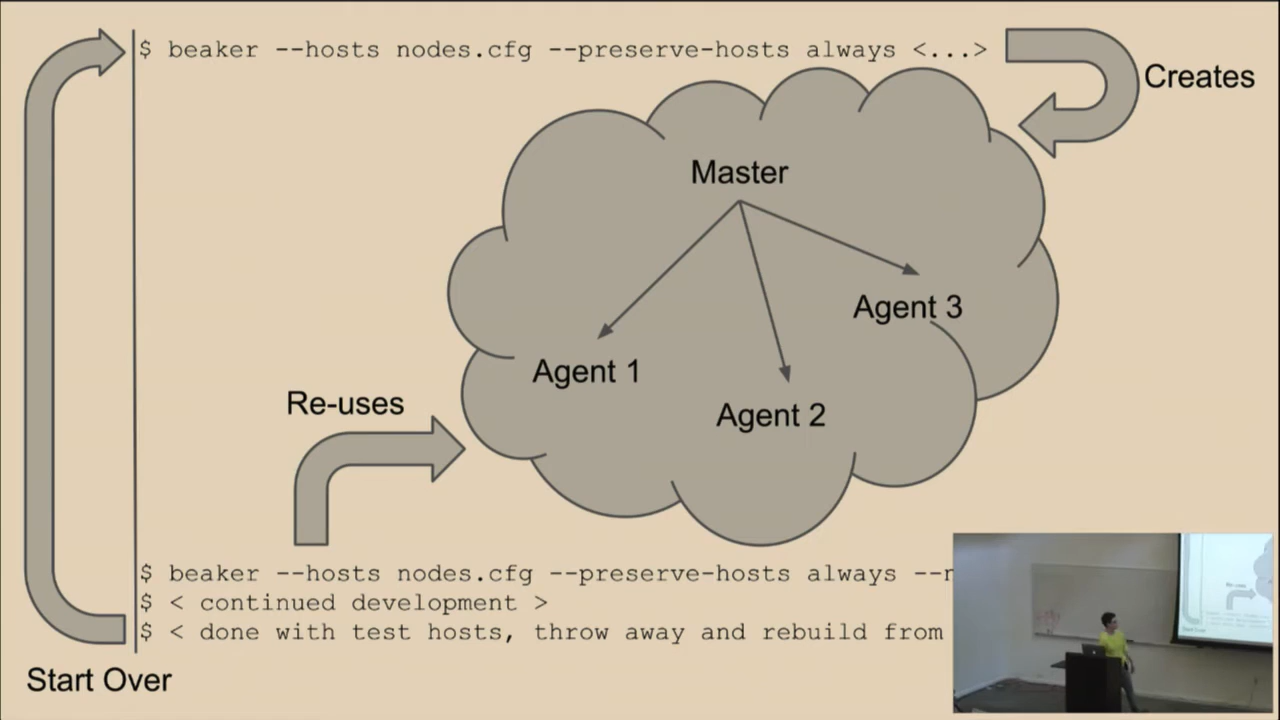 $ beaker --hosts nodes.cfg --preserve-hosts always <...>
Creates
Master
Agent 3
Agent 1
Agent 2
Re-uses
$ beaker --hosts nodes.cfg --preserve-hosts always
$ < continued development >
$ < done with test hosts, throw away and rebuild from
Start Over